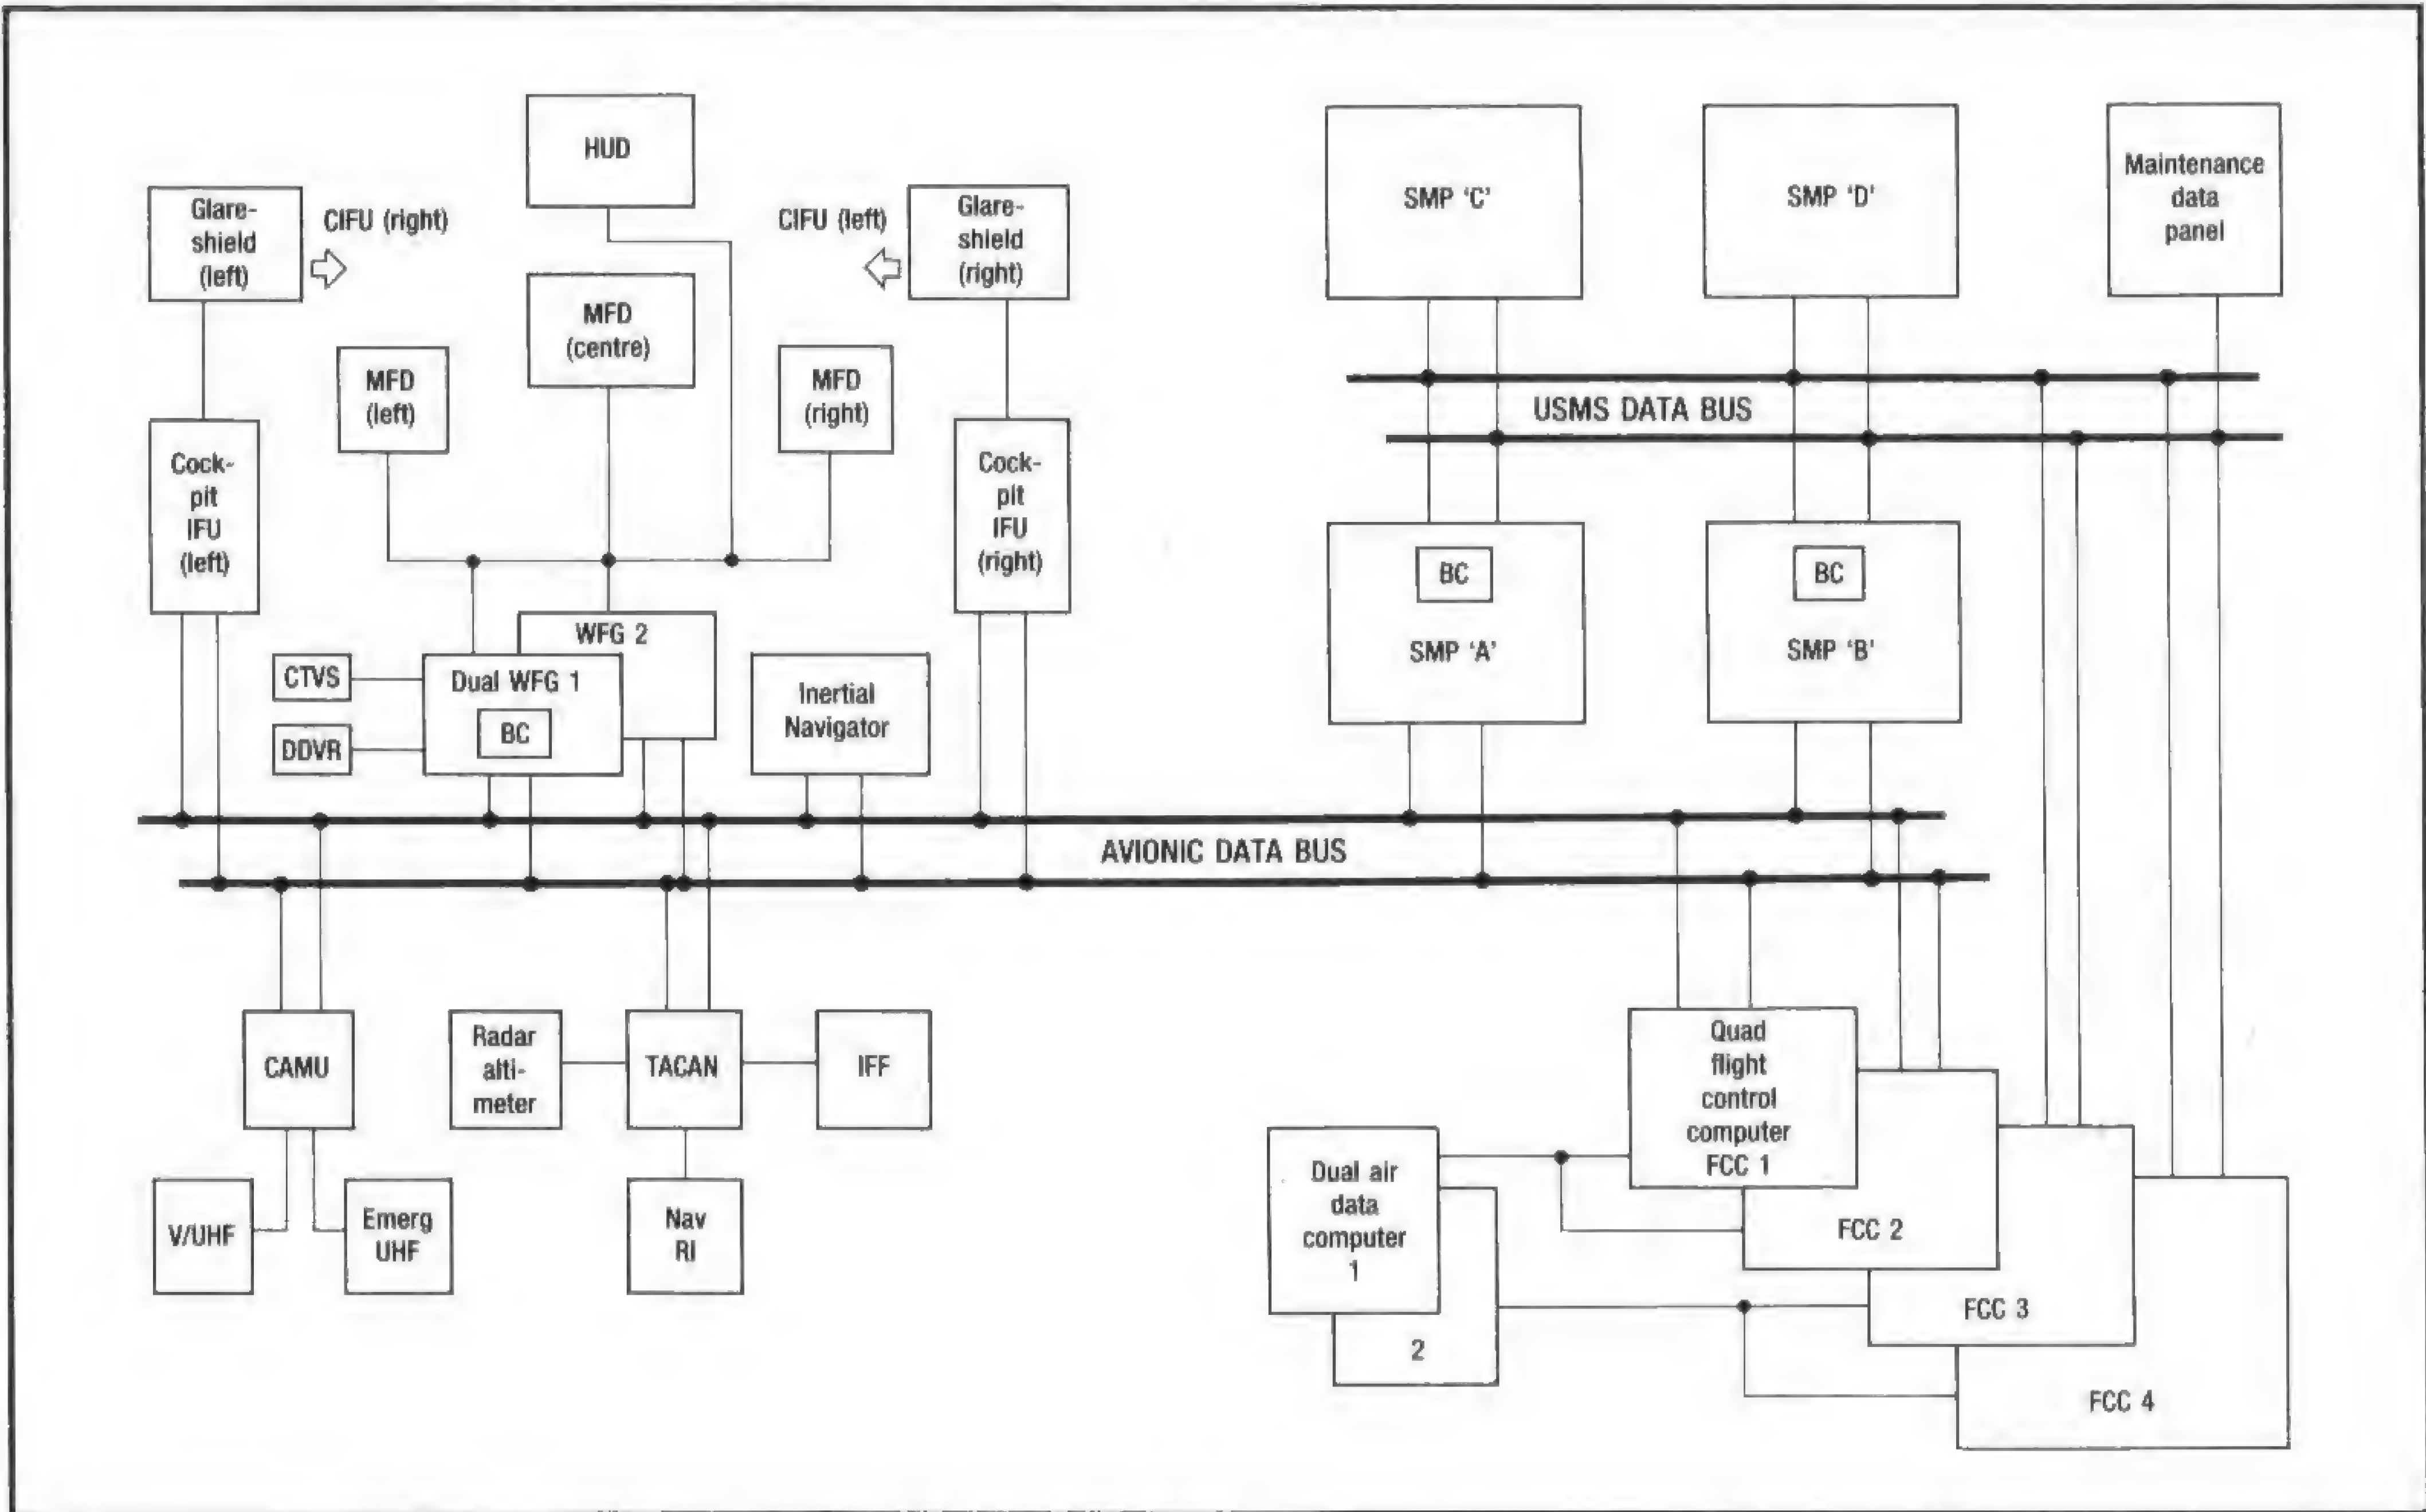 HUD
Glare-
shield
(left)
CIFU (right)
CIFU (left)
Glare-
shield
(right)
MFD
(centre)
MFD
(left)
MFD
(right)
Cock-
pit
IFU
(left)
Cock-
pit
IFU
(right)
WFG 2
Dual WFG 1
BC
CTVS
DDVR
Inertial
Navigator
SMP ‘C’
SMP ‘D’
Maintenance
data
panel
USMS DATA BUS
BC
SMP ‘A’
BC
SMP ‘B’
AVIONIC DATA BUS
CAMU
Radar
alti-
meter
TACAN
IFF
V/UHF
Emerg
UHF
Nav
RI
Dual air
data
computer
1
2
Quad
flight
control
computer
FCC 1
FCC 2
FCC 3
FCC 4